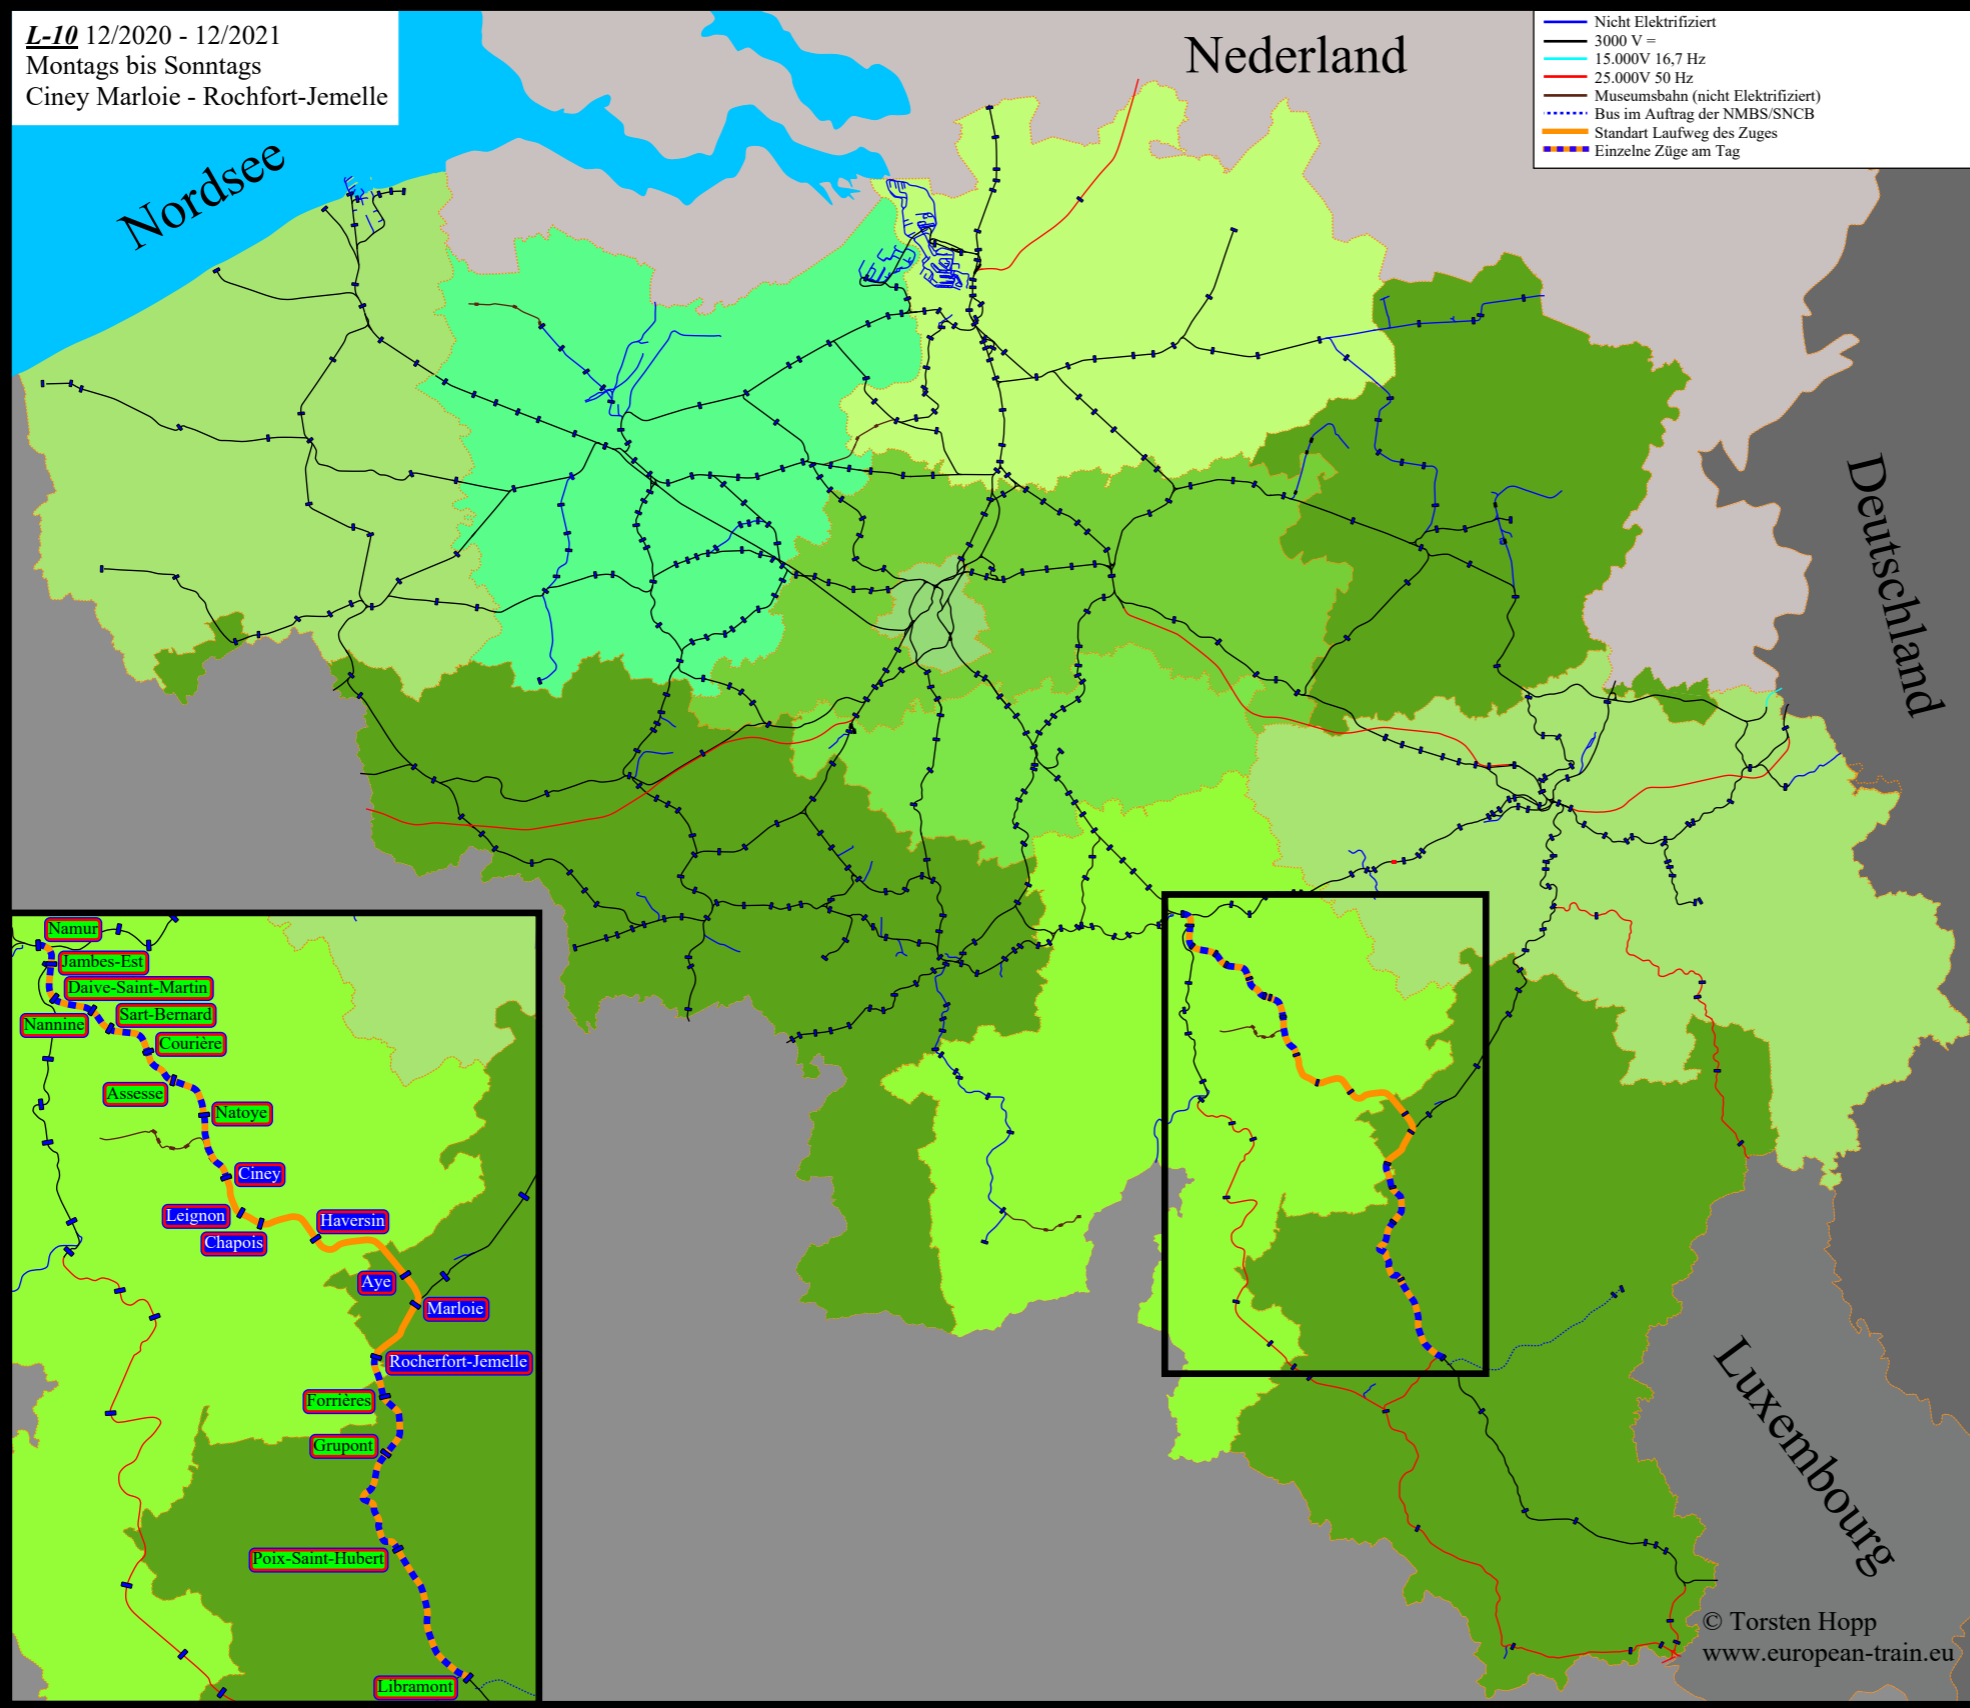 L-10 12/2020 - 12/2021
Montags bis Sonntags
Ciney Marloie - Rochfort-Jemelle
Nicht Elektrifiziert
3000 V =
15.000V 16,7 Hz
25.000V 50 Hz
Museumsbahn (nicht Elektrifiziert)
Bus im Auftrag der NMBS/SNCB
Standart Laufweg des Zuges
Einzelne Züge am Tag
Nederland
Nordsee
Deutschland
Luxembourg
Namur
Jambes-Est
Daive-Saint-Martin
Nannine
Sart-Bernard
Courière
Assesse
Natoye
Ciney
Leignon
Haversin
Chapois
Aye
Marloie
Rocherfort-Jemelle
Forrières
Grupont
Poix-Saint-Hubert
Libramont
© Torsten Hopp
www.european-train.eu